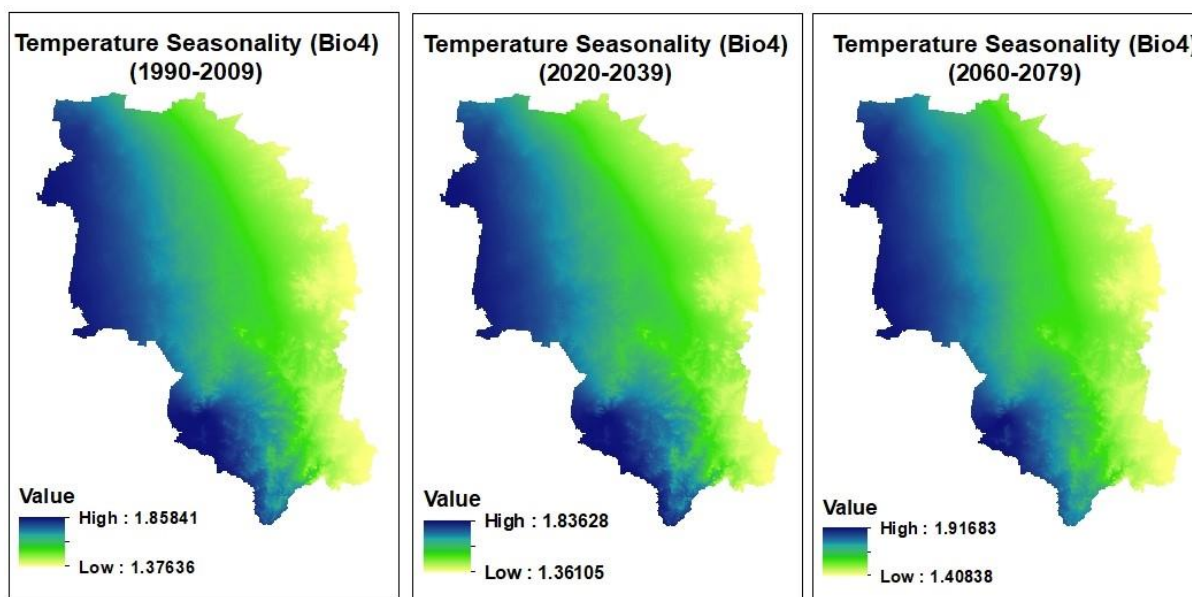 Temperature Seasonality (Bio4)
(1990-2009)
Value
High : 1.85841
Low : 1.37636
Temperature Seasonality (Bio4)
(2020-2039)
Value
High : 1.83628
Low : 1.36105
Temperature Seasonality (Bio4)
(2060-2079)
Value
High : 1.91683
Low : 1.40838